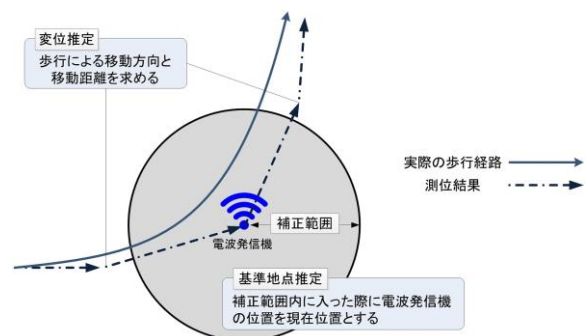 変位推定
歩行による移動方向と
移動距離を求める
実際の歩行経路
測位結果
補正範囲
電波発信機
基準地点推定
補正範囲内に入った際に電波発信機
の位置を現在位置とする